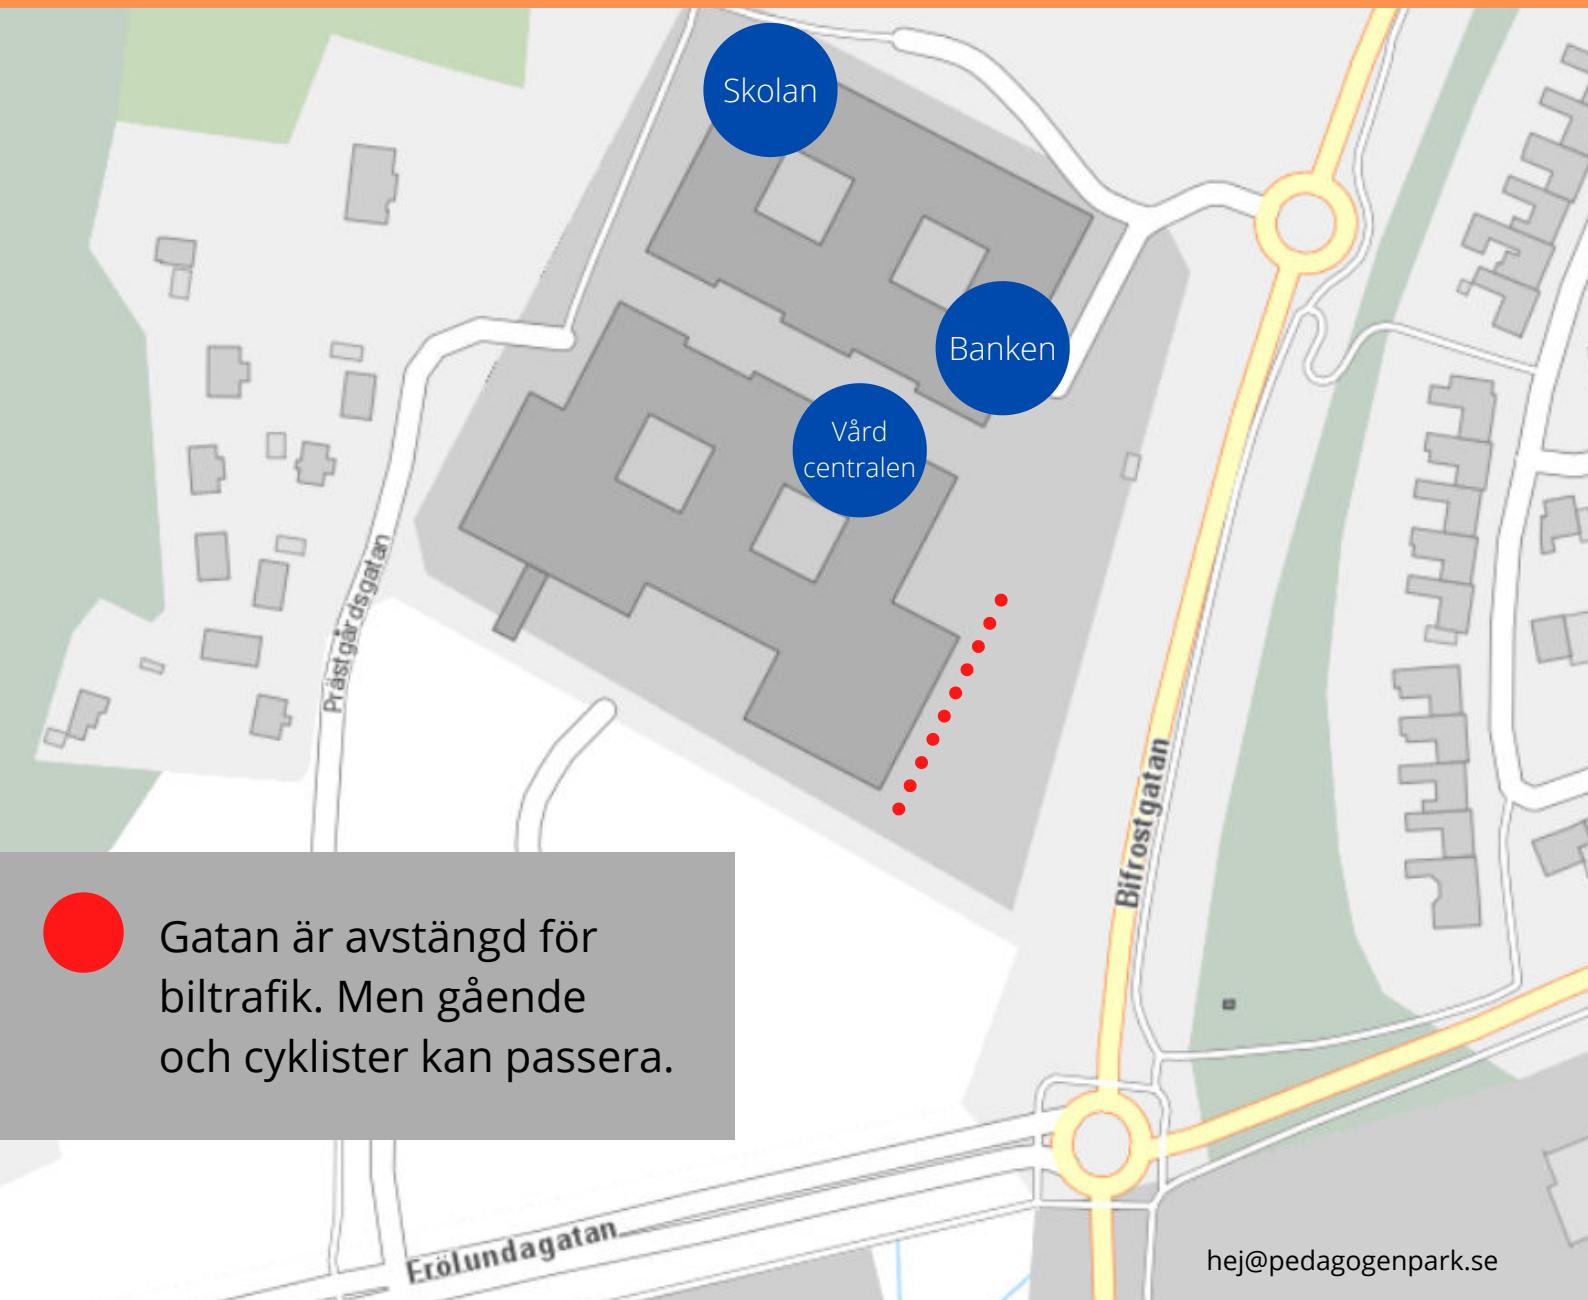 Skolan
Banken
Vård
centralen
Prästgårdsgatan
Bifrostgatan
Gatan är avstängd för
biltrafik. Men gående
och cyklister kan passera.
Frölundagatan
hej@pedagogenpark.se